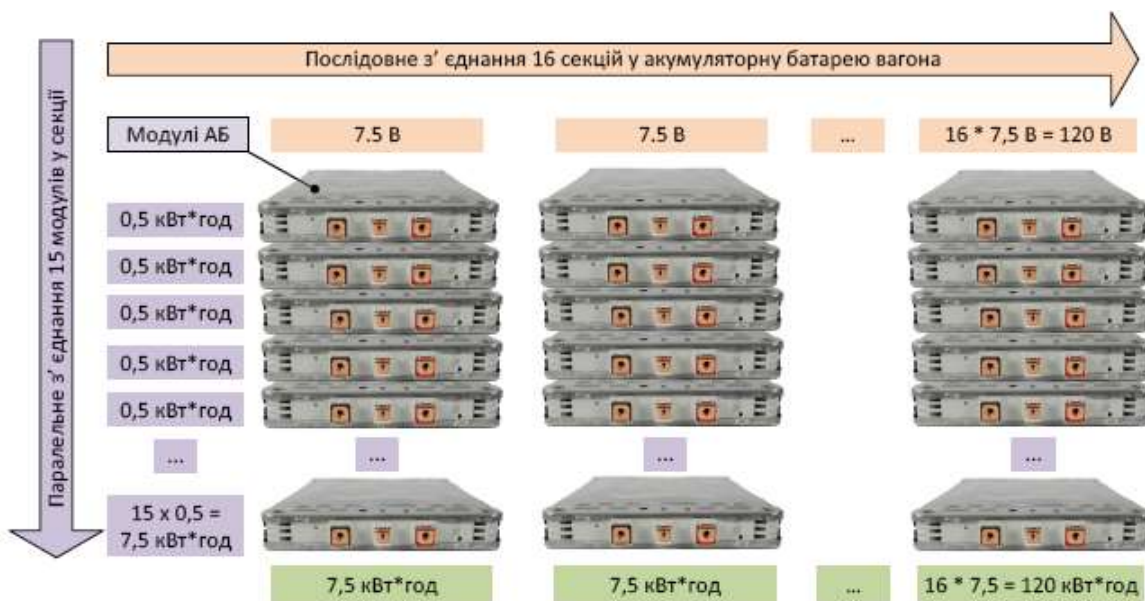 Послідовне з’ єднання 16 секцій у акумуляторну батарею вагона
Паралельне з’ єднання 15 модулів у секції
Модулі АБ
7.5 В
7.5 В
...
16 * 7,5 В = 120 В
0,5 кВт*год
0,5 кВт*год
0,5 кВт*год
0,5 кВт*год
0,5 кВт*год
...
...
...
...
15 x 0,5 =
7,5 кВт*год
7,5 кВт*год
7,5 кВт*год
...
16 * 7,5 = 120 кВт*год